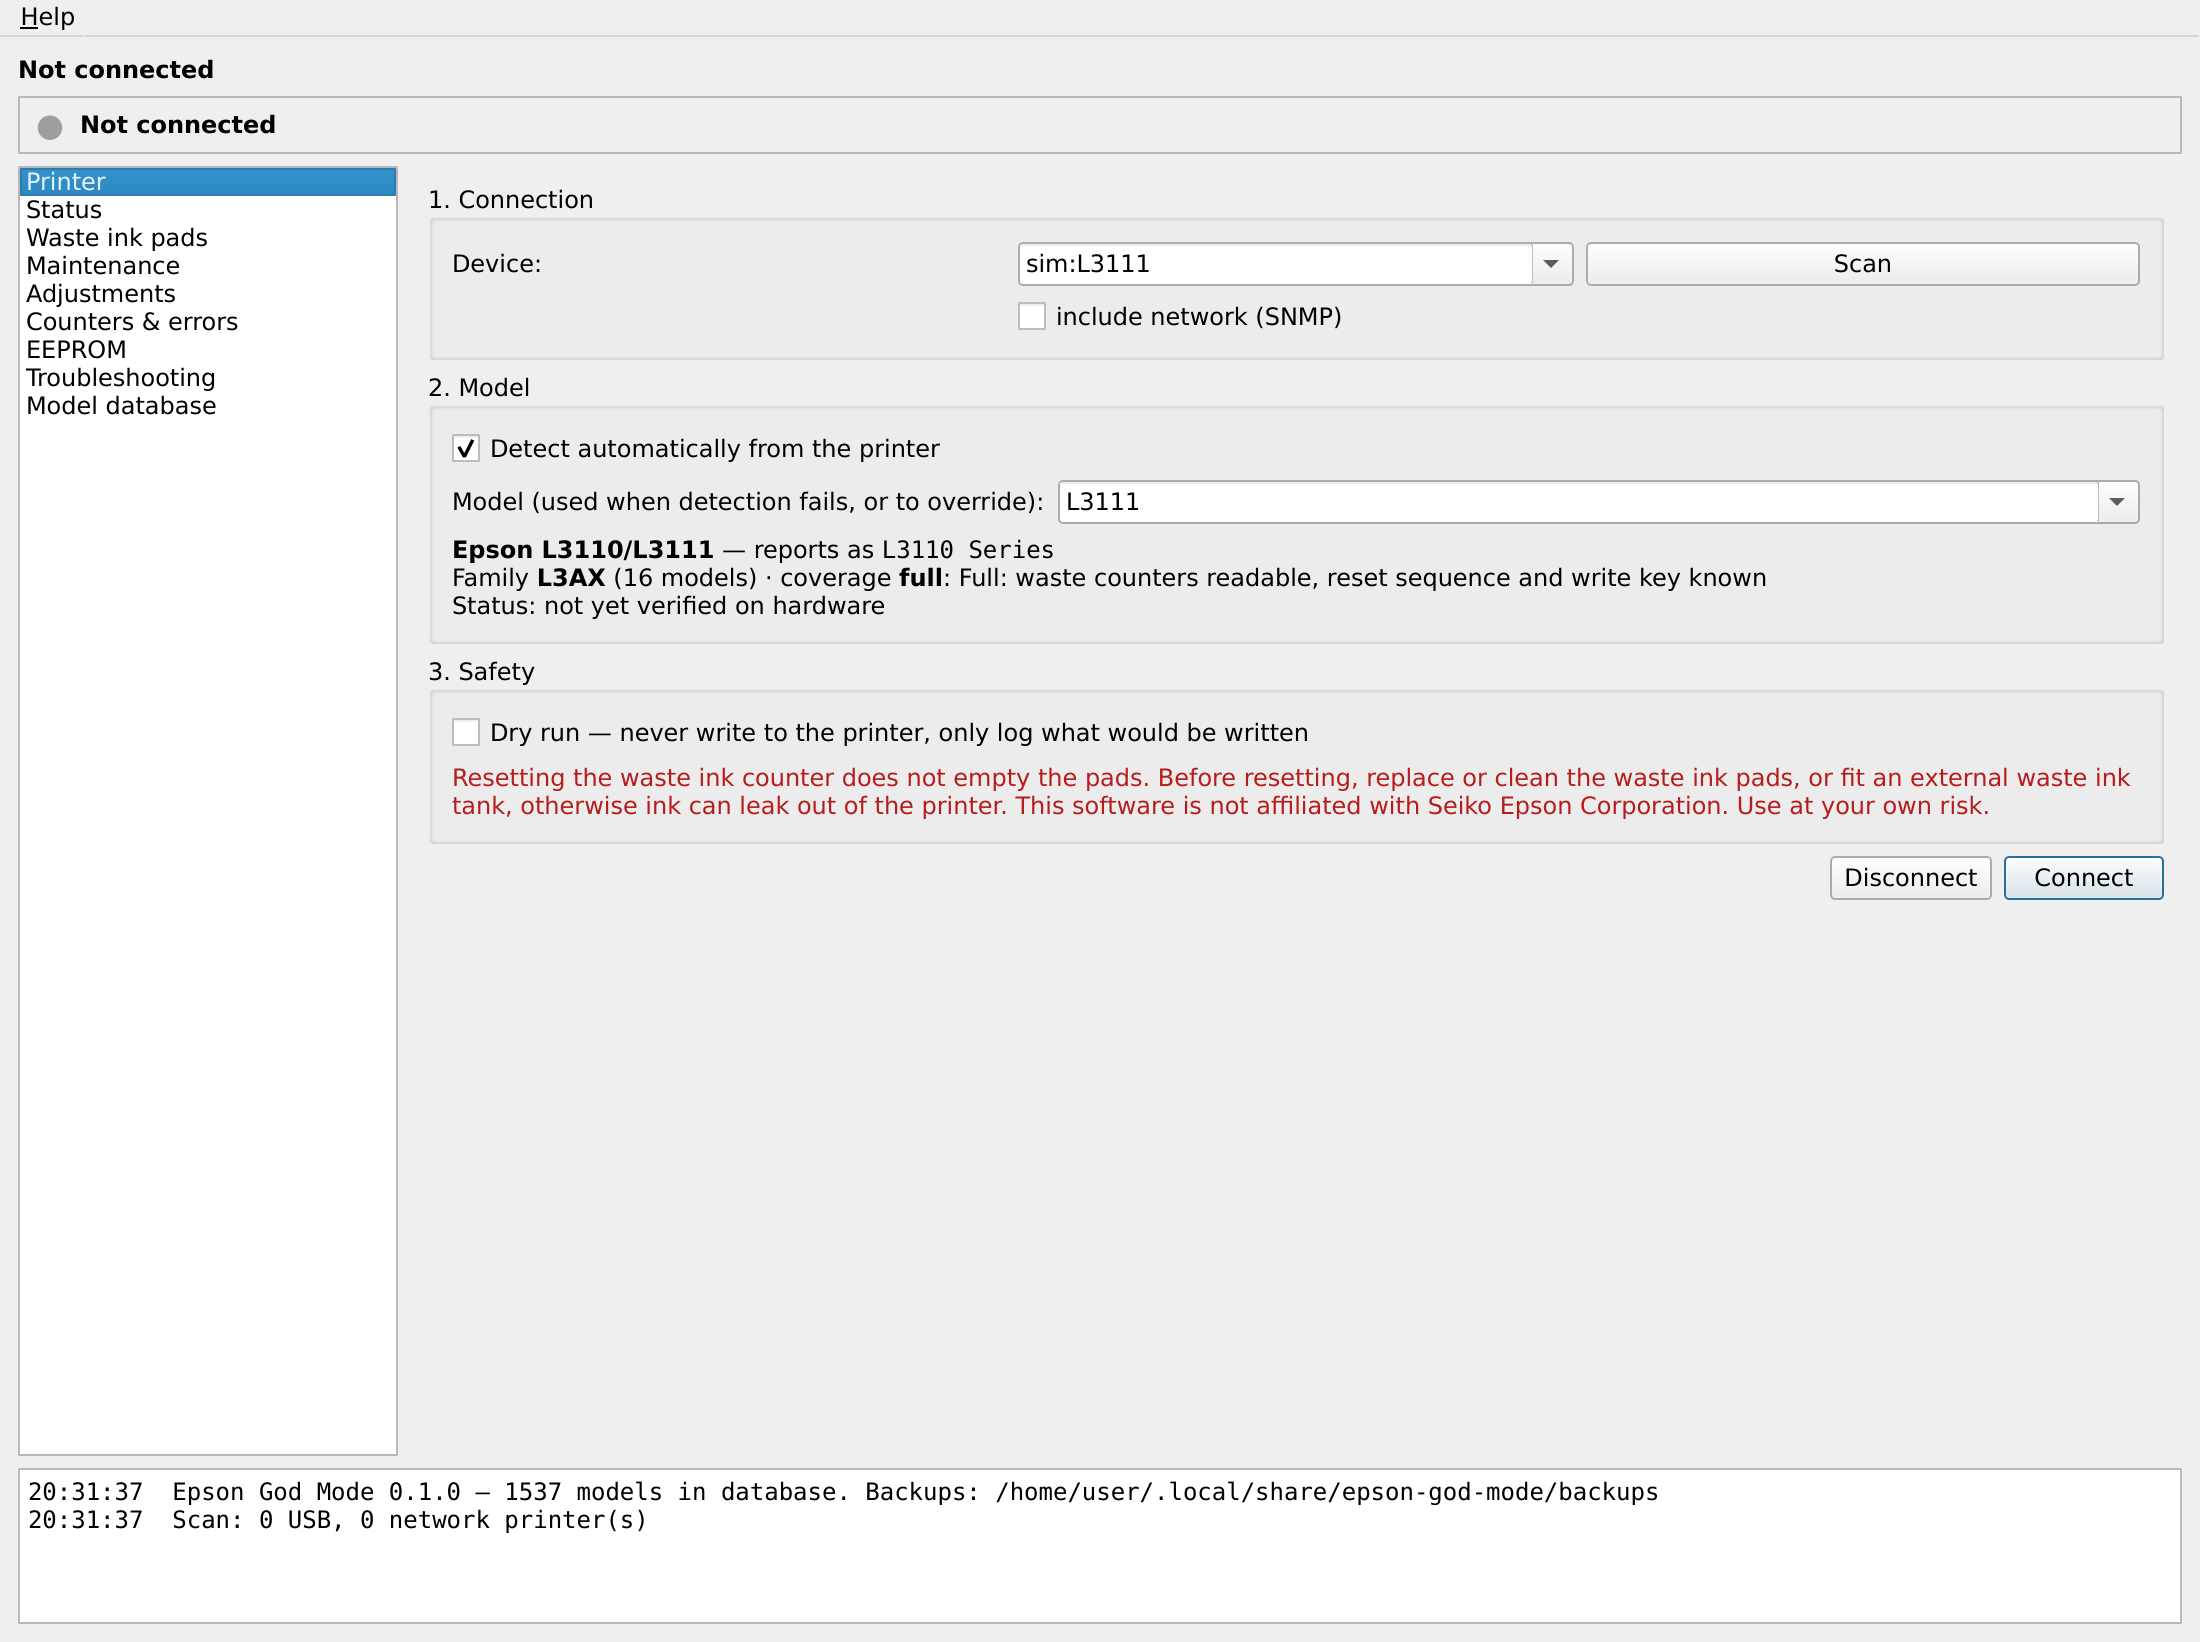 Help
Not connected
Not connected
Printer
Status
Waste ink pads
Maintenance
Adjustments
Counters & errors
EEPROM
Troubleshooting
Model database
1. Connection
Device:
sim:L3111
Scan
include network (SNMP)
2. Model
Detect automatically from the printer
Model (used when detection fails, or to override):
L3111
Epson L3110/L3111 — reports as L3110 Series
Family L3AX (16 models) · coverage full: Full: waste counters readable, reset sequence and write key known
Status: not yet verified on hardware
3. Safety
Dry run — never write to the printer, only log what would be written
Resetting the waste ink counter does not empty the pads. Before resetting, replace or clean the waste ink pads, or fit an external waste ink
tank, otherwise ink can leak out of the printer. This software is not affiliated with Seiko Epson Corporation. Use at your own risk.
Disconnect
Connect
20:31:37  Epson God Mode 0.1.0 — 1537 models in database. Backups: /home/user/.local/share/epson-god-mode/backups
20:31:37  Scan: 0 USB, 0 network printer(s)